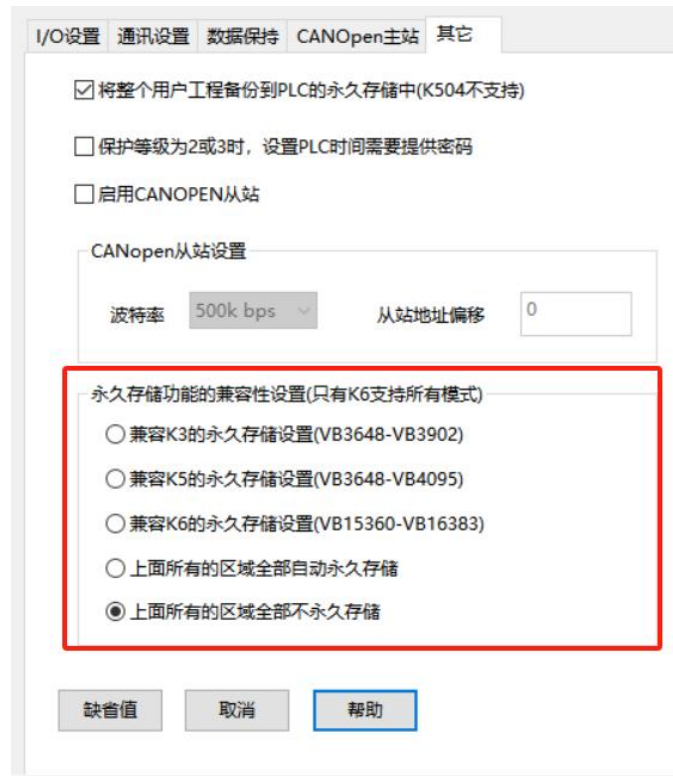 I/O设置 通讯设置 数据保持 CANOpen主站 其它
将整个用户工程备份到PLC的永久存储中(K504不支持)
保护等级为2或3时，设置PLC时间需要提供密码
启用CANOPEN从站
CANopen从站设置
波特率 500k bps 从站地址偏移 0
永久存储功能的兼容性设置(只有K6支持所有模式)
兼容K3的永久存储设置(VB3648-VB3902)
兼容K5的永久存储设置(VB3648-VB4095)
兼容K6的永久存储设置(VB15360-VB16383)
上面所有的区域全部自动永久存储
上面所有的区域全部不永久存储
缺省值 取消 帮助